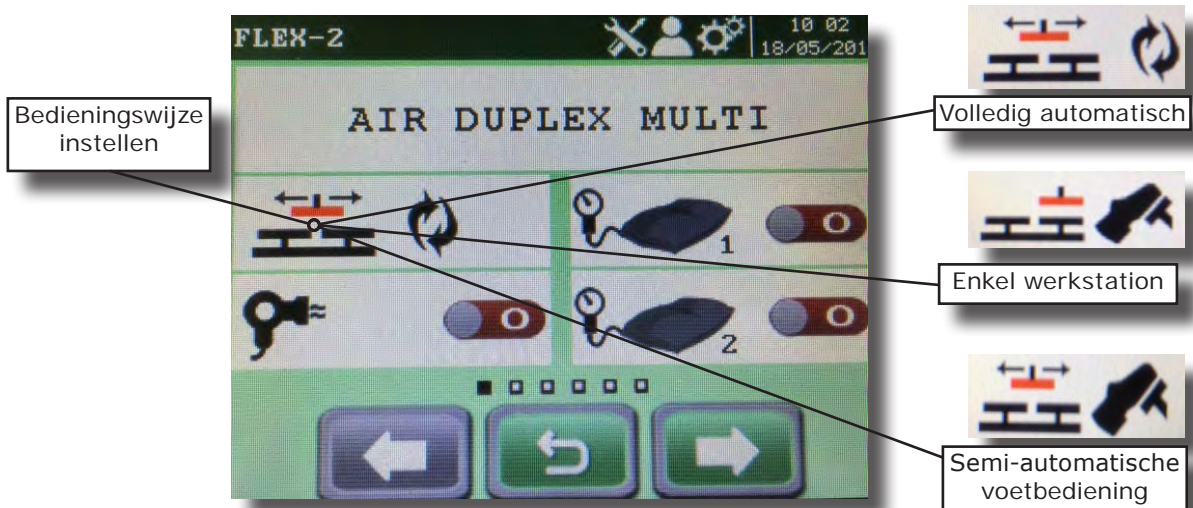 FLEX-2
10 02
18/05/201
AIR DUPLEX MULTI
1
O
O
2
O
Bedieningswijze
instellen
Volledig automatisch
Enkel werkstation
Semi-automatische
voetbediening